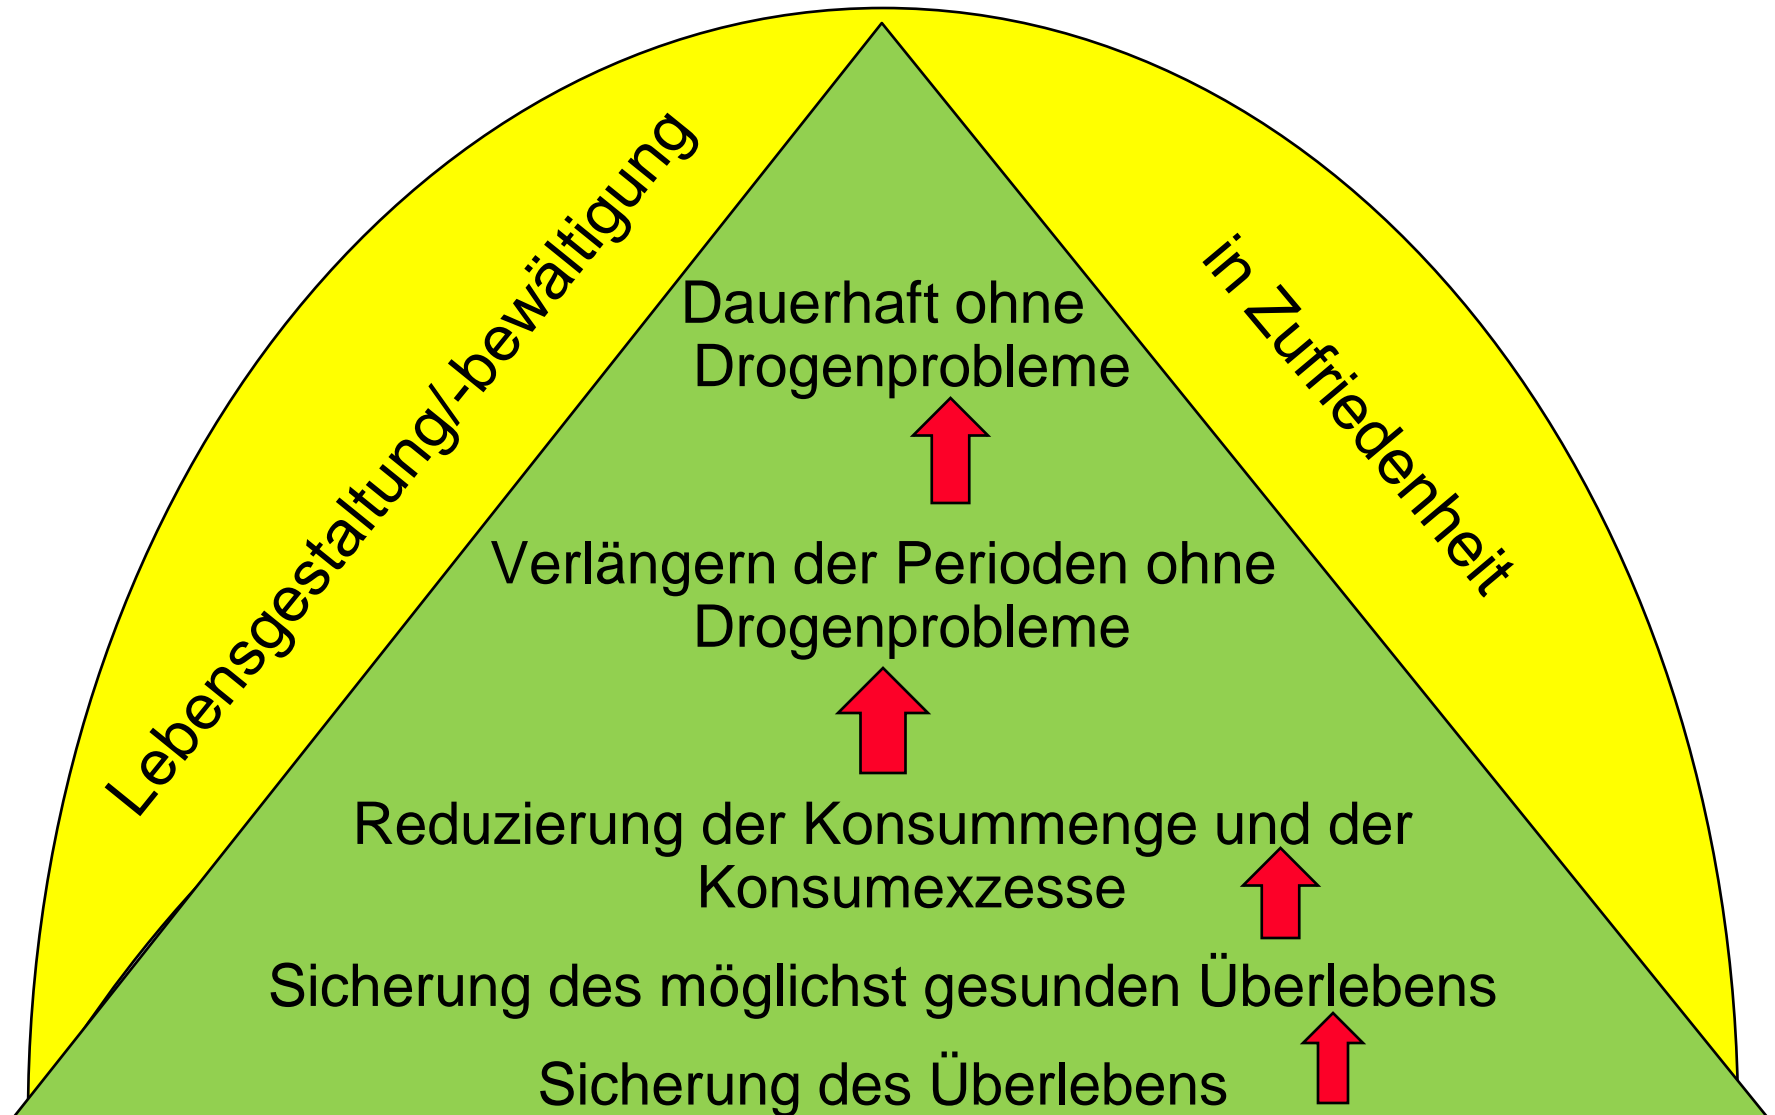 Lebensgestaltung/-bewältigung
in Zufriedenheit
Dauerhaft ohne
Drogenprobleme
Verlängern der Perioden ohne
Drogenprobleme
Reduzierung der Konsummenge und der
Konsumexzesse
Sicherung des möglichst gesunden Überlebens
Sicherung des Überlebens